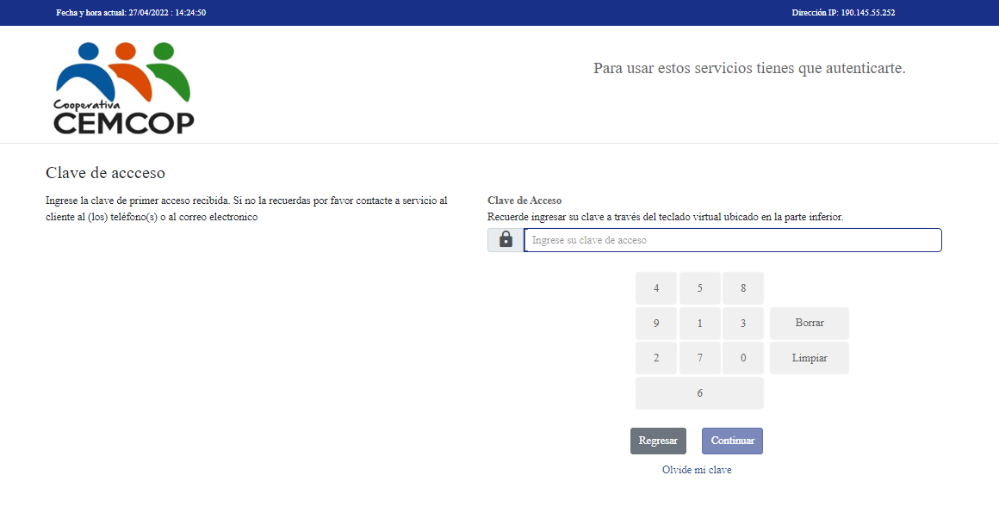 Fecha y hora actual: 27/04/2022 : 14:24:50
Dirección IP: 190.145.55.252
Cooperativa
CEMCOP
Para usar estos servicios tienes que autenticarte.
Clave de accceso
Ingrese la clave de primer acceso recibida. Si no la recuerdas por favor contacte a servicio al
cliente al (los) teléfono(s) o al correo electronico
Clave de Acceso
Recuerde ingresar su clave a través del teclado virtual ubicado en la parte inferior.
Ingrese su clave de acceso
4 5 8
9 1 3 Borrar
2 7 0 Limpiar
6
Regresar Continuar
Olvide mi clave